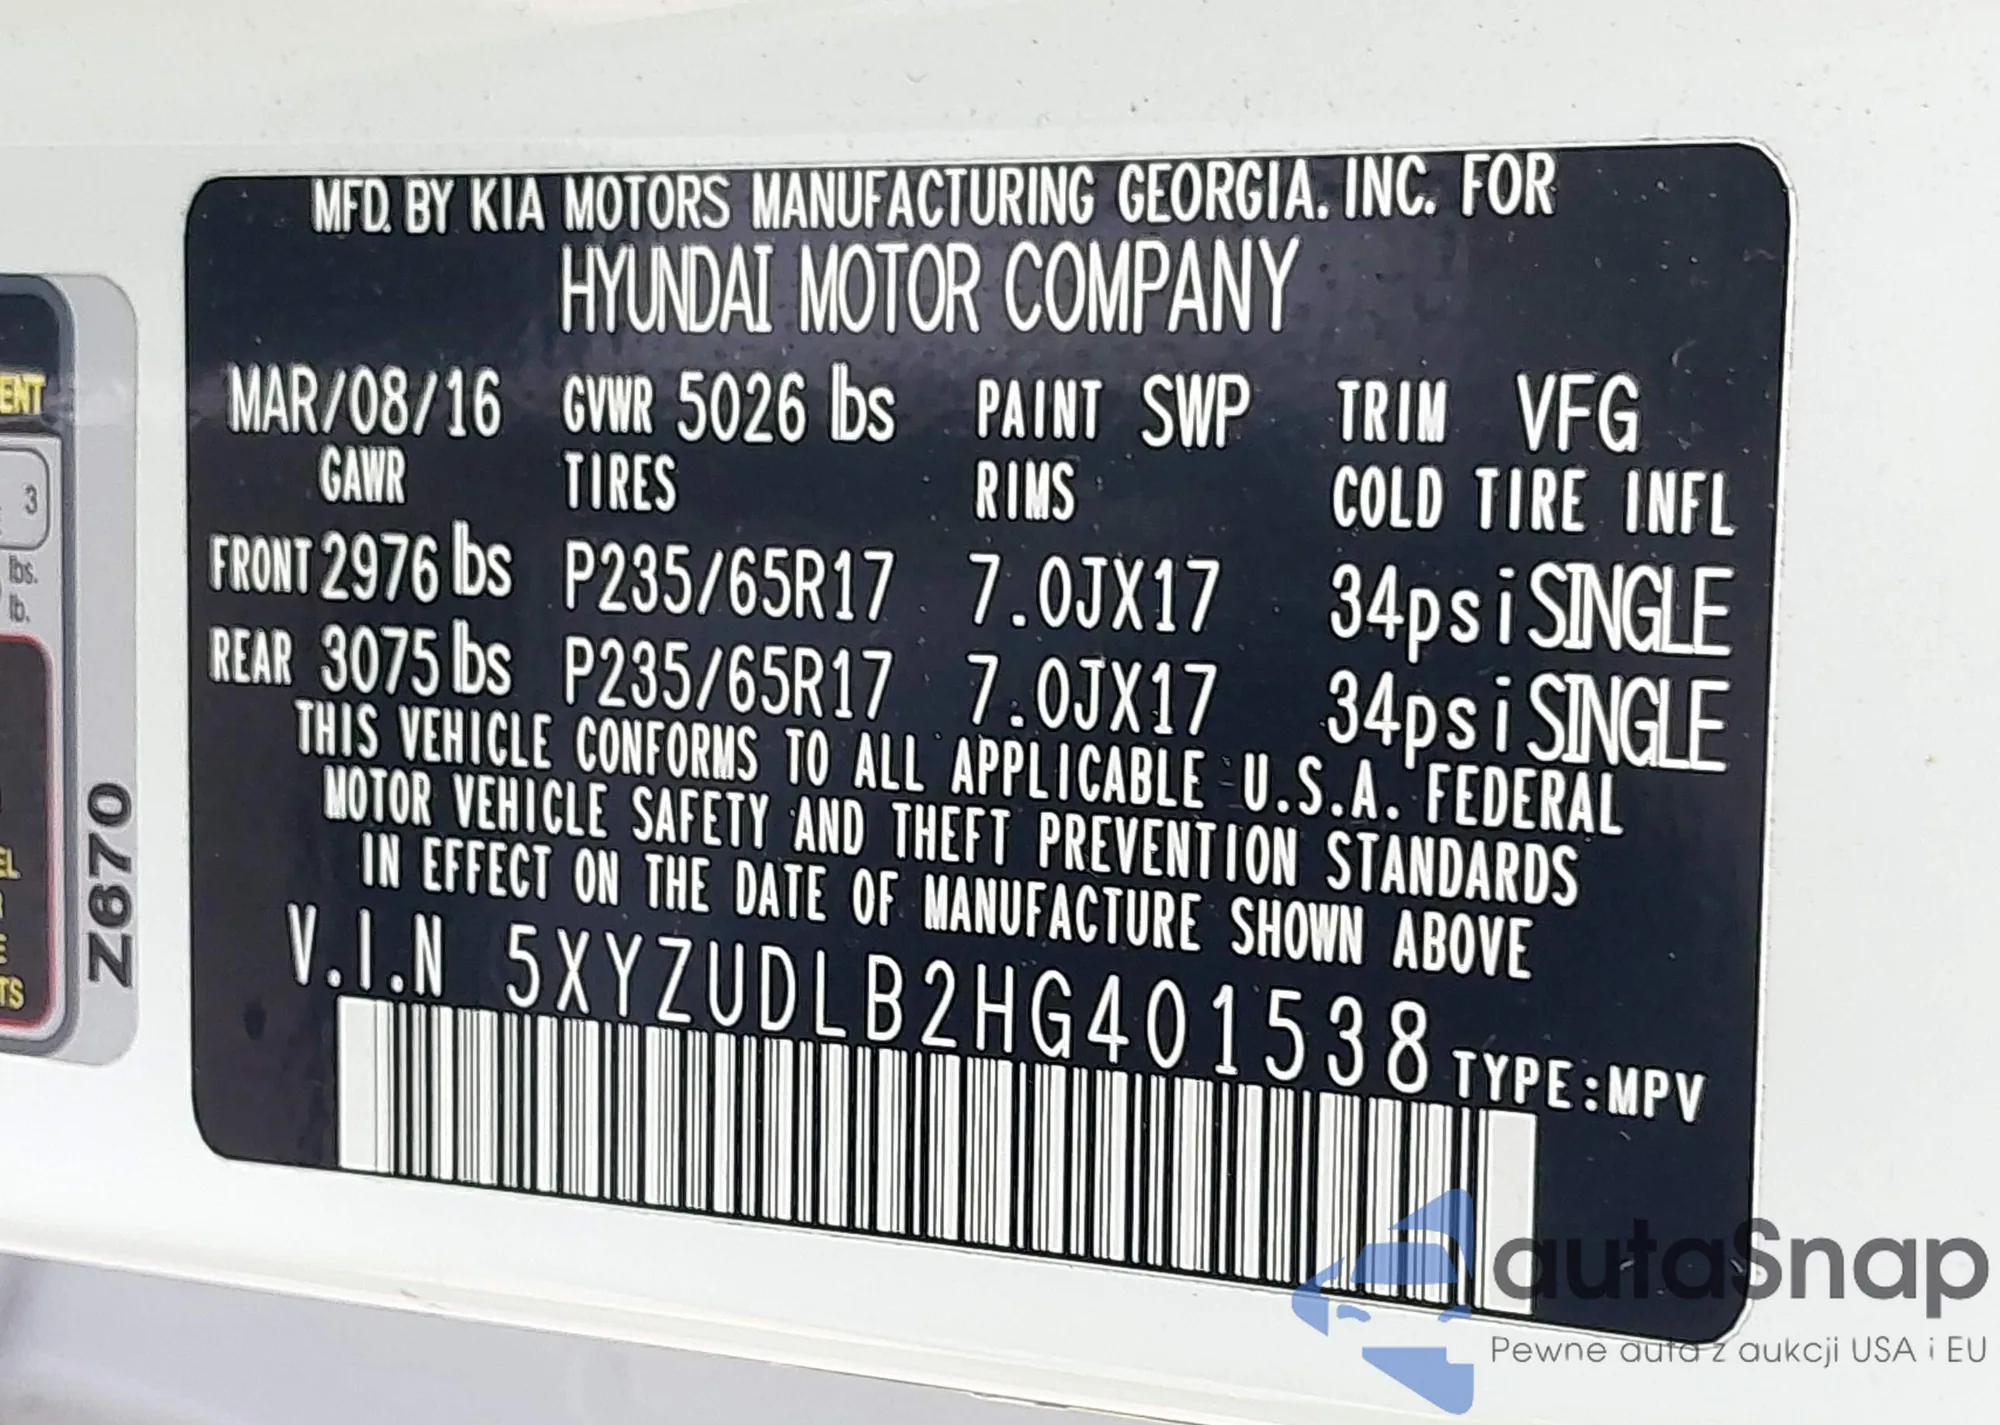 MFD. BY KIA MOTORS MANUFACTURING GEORGIA. INC. FOR
HYUNDAI MOTOR COMPANY
MAR/08/16 GVWR 5026 lbs PAINT SWP TRIM VFG
GAWR TIRES RIMS COLD TIRE INFL
FRONT 2976 lbs P235/65R17 7.0JX17 34psi SINGLE
REAR 3075 lbs P235/65R17 7.0JX17 34psi SINGLE
THIS VEHICLE CONFORMS TO ALL APPLICABLE U.S.A. FEDERAL
MOTOR VEHICLE SAFETY AND THEFT PREVENTION STANDARDS
IN EFFECT ON THE DATE OF MANUFACTURE SHOWN ABOVE
V.I.N 5XYZUDLB2HG401538 TYPE:MPV
3
lbs.
lb.
Z670
autaSnap
Pewne auta z aukcji USA i EU